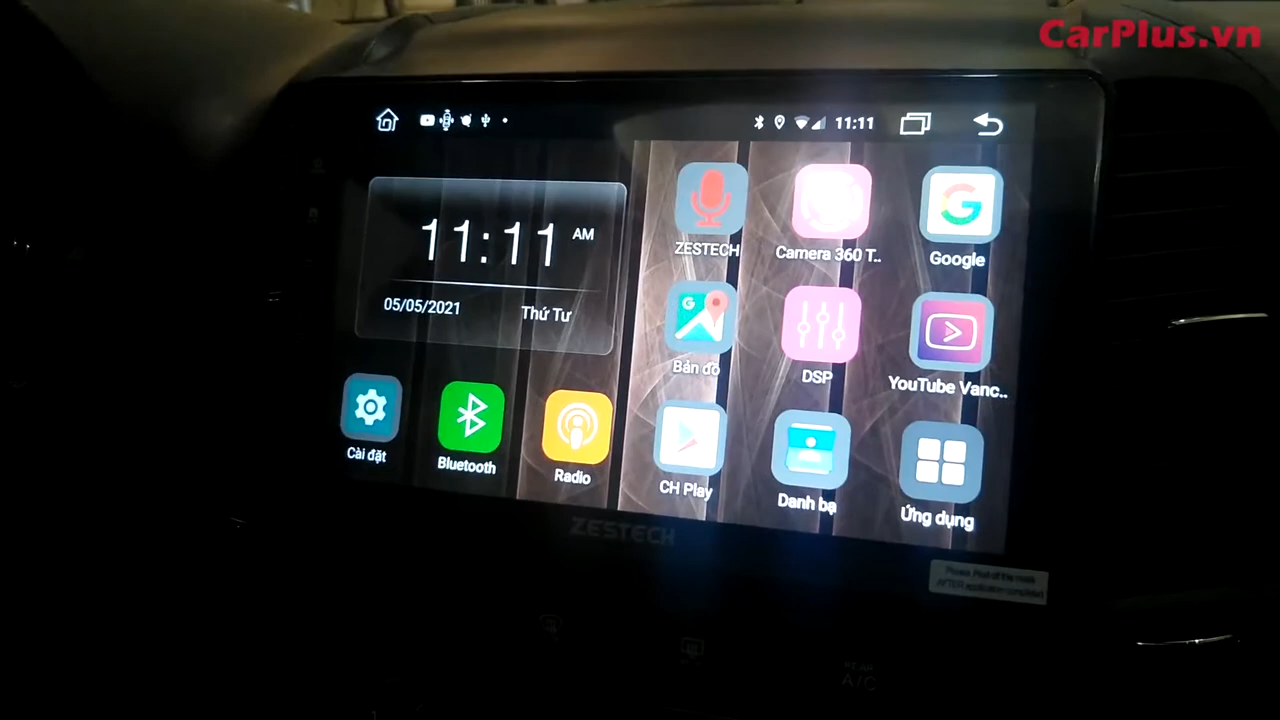 CarPlus.vn
11:11
11:11 AM
05/05/2021 Thứ Tư
ZESTECH
Camera 360 T..
Google
Bản đồ
DSP
YouTube Vanc..
Cài đặt
Bluetooth
Radio
CH Play
Danh bạ
Ứng dụng
ZESTECH
REAR
A/C